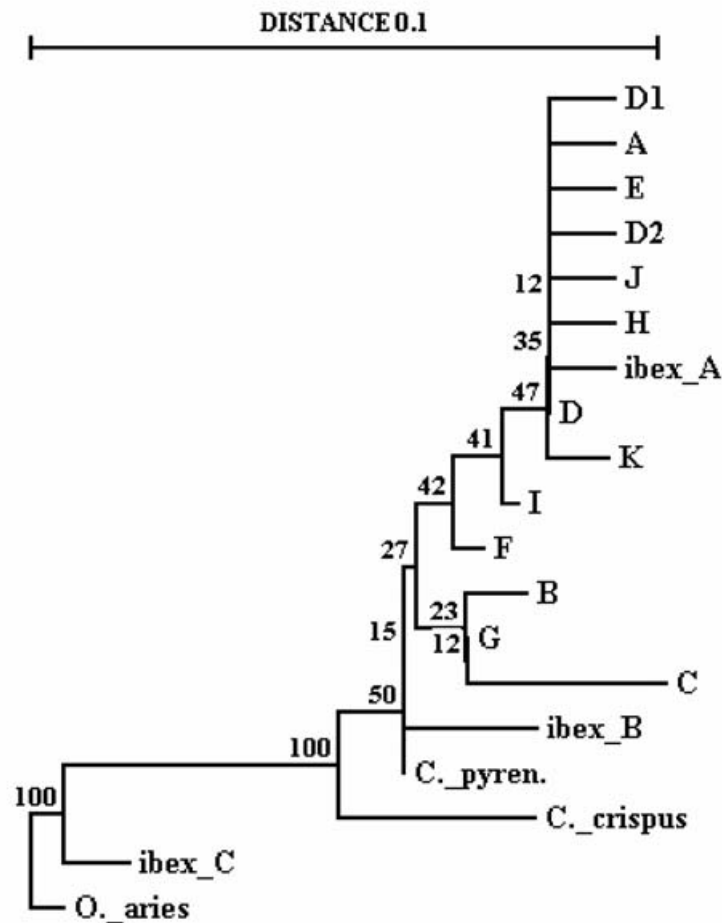 DISTANCE 0.1
D1
A
E
D2
12 J
H
35
ibex_A
47 D
41 K
42 I
27 F
B
15 23
12 G
50 C
ibex_B
100 C._pyren.
100 C._crispus
ibex_C
O._aries